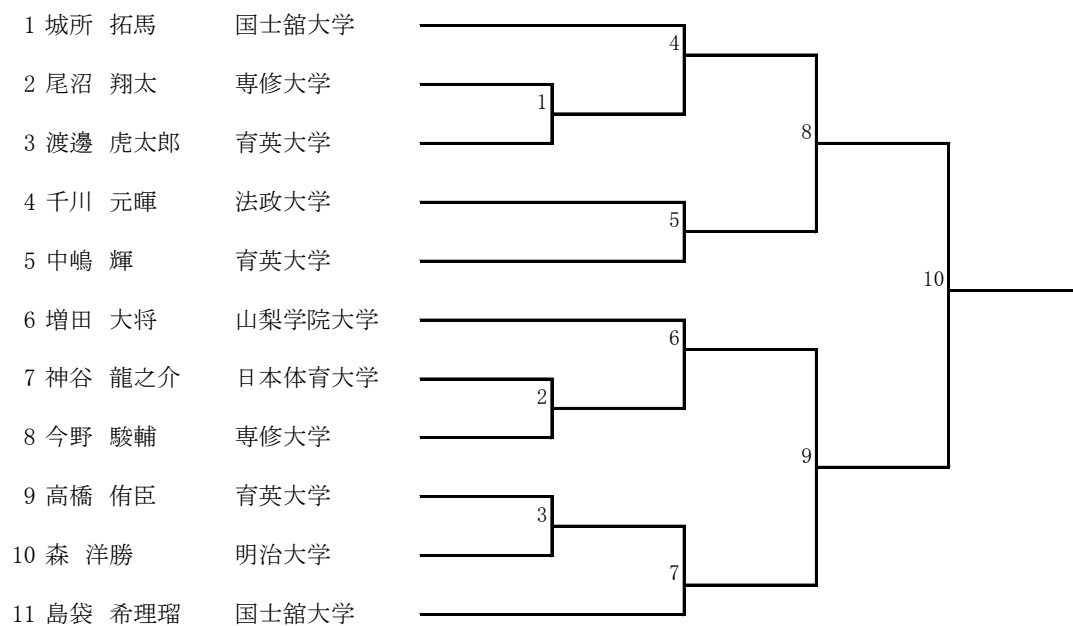 1 城所 拓馬 国士舘大学
4
2 尾沼 翔太 専修大学
1
3 渡邊 虎太郎 育英大学
8
4 千川 元暉 法政大学
5
5 中嶋 輝 育英大学
10
6 増田 大将 山梨学院大学
6
7 神谷 龍之介 日本体育大学
2
8 今野 駿輔 専修大学
9
9 高橋 侑臣 育英大学
3
10 森 洋勝 明治大学
7
11 島袋 希理瑠 国士舘大学